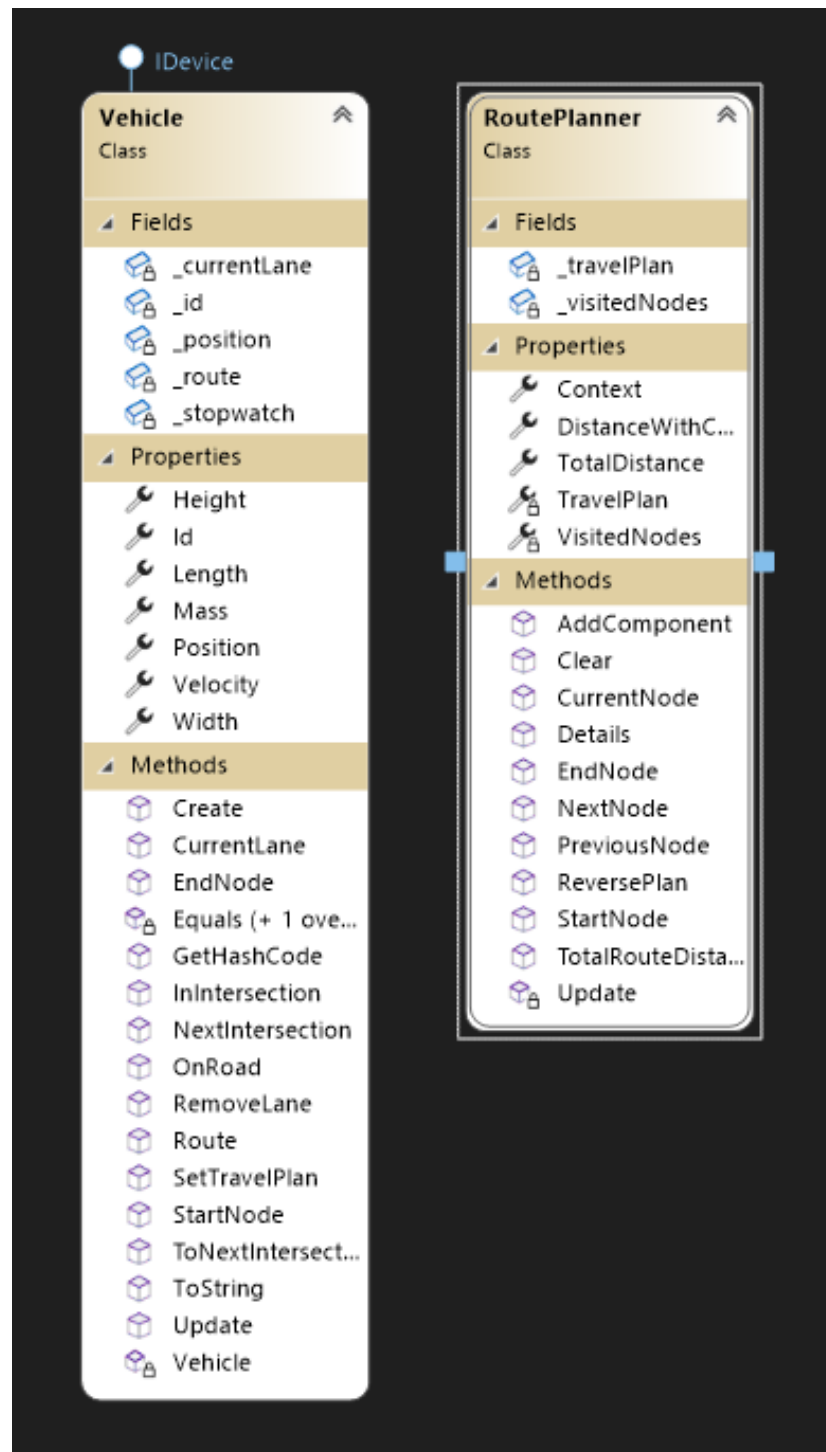 IDevice
Vehicle
Class
Fields
_currentLane
_id
_position
_route
_stopwatch
Properties
Height
Id
Length
Mass
Position
Velocity
Width
Methods
Create
CurrentLane
EndNode
Equals (+ 1 ove...
GetHashCode
InIntersection
NextIntersection
OnRoad
RemoveLane
Route
SetTravelPlan
StartNode
ToNextIntersect...
ToString
Update
Vehicle
RoutePlanner
Class
Fields
_travelPlan
_visitedNodes
Properties
Context
DistanceWithC...
TotalDistance
TravelPlan
VisitedNodes
Methods
AddComponent
Clear
CurrentNode
Details
EndNode
NextNode
PreviousNode
ReversePlan
StartNode
TotalRouteDista...
Update